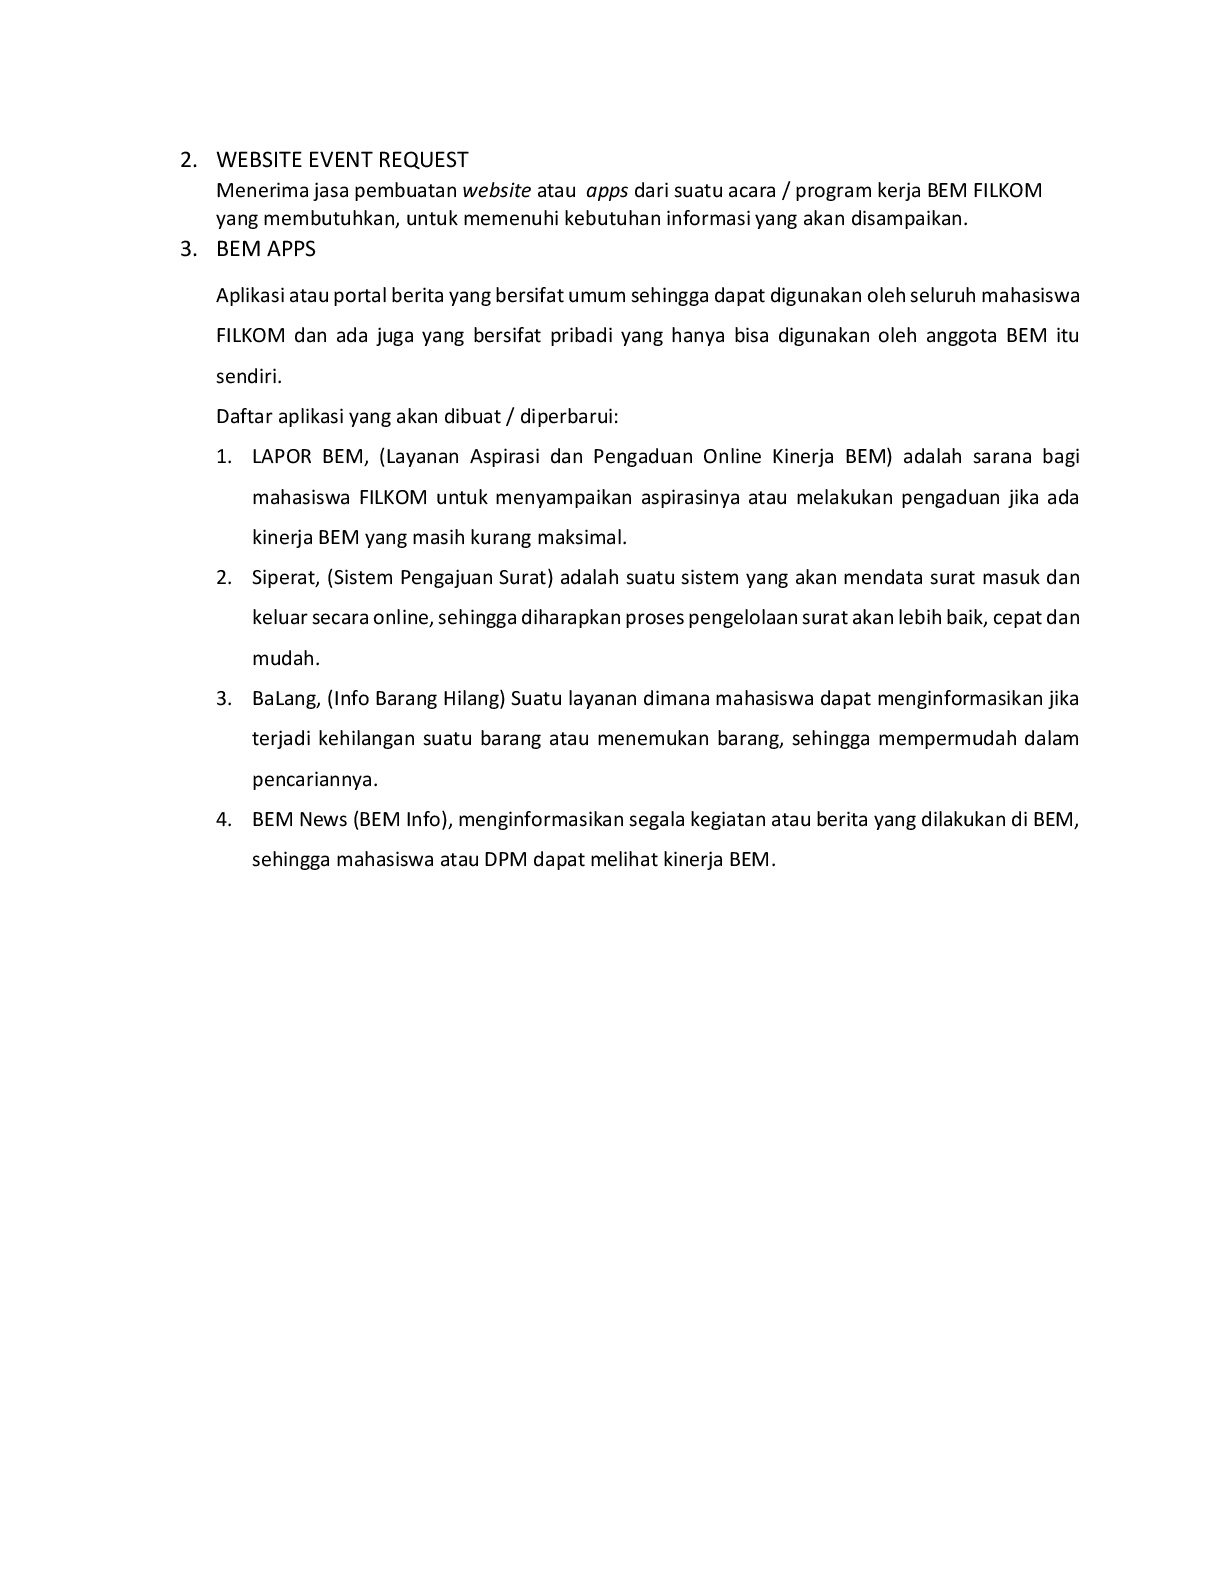 2. WEBSITE EVENT REQUEST
Menerima jasa pembuatan website atau apps dari suatu acara / program kerja BEM FILKOM
yang membutuhkan, untuk memenuhi kebutuhan informasi yang akan disampaikan.
3. BEM APPS
Aplikasi atau portal berita yang bersifat umum sehingga dapat digunakan oleh seluruh mahasiswa
FILKOM dan ada juga yang bersifat pribadi yang hanya bisa digunakan oleh anggota BEM itu
sendiri.
Daftar aplikasi yang akan dibuat / diperbarui:
1. LAPOR BEM, (Layanan Aspirasi dan Pengaduan Online Kinerja BEM) adalah sarana bagi
mahasiswa FILKOM untuk menyampaikan aspirasinya atau melakukan pengaduan jika ada
kinerja BEM yang masih kurang maksimal.
2. Siperat, (Sistem Pengajuan Surat) adalah suatu sistem yang akan mendata surat masuk dan
keluar secara online, sehingga diharapkan proses pengelolaan surat akan lebih baik, cepat dan
mudah.
3. BaLang, (Info Barang Hilang) Suatu layanan dimana mahasiswa dapat menginformasikan jika
terjadi kehilangan suatu barang atau menemukan barang, sehingga mempermudah dalam
pencariannya.
4. BEM News (BEM Info), menginformasikan segala kegiatan atau berita yang dilakukan di BEM,
sehingga mahasiswa atau DPM dapat melihat kinerja BEM.